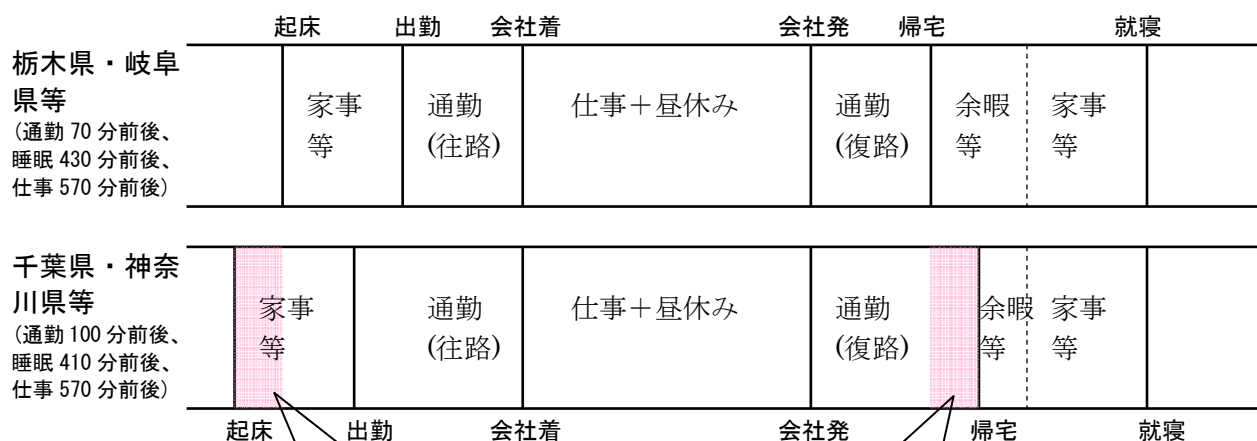 起床 出勤 会社着 会社発 帰宅 就寝
栃木県・岐阜
県等
(通勤 70 分前後、
睡眠 430 分前後、
仕事 570 分前後)
家事
等
通勤
(往路)
仕事＋昼休み
通勤
(復路)
余暇
等
家事
等
千葉県・神奈
川県等
(通勤 100 分前後、
睡眠 410 分前後、
仕事 570 分前後)
家事
等
通勤
(往路)
仕事＋昼休み
通勤
(復路)
余暇
等
家事
等
起床 出勤 会社着 会社発 帰宅 就寝